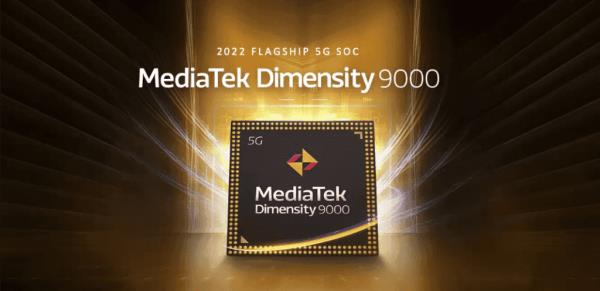 2022 FLAGSHIP 5G SOC
MediaTek Dimensity 9000
5G
MediaTek
Dimensity 9000